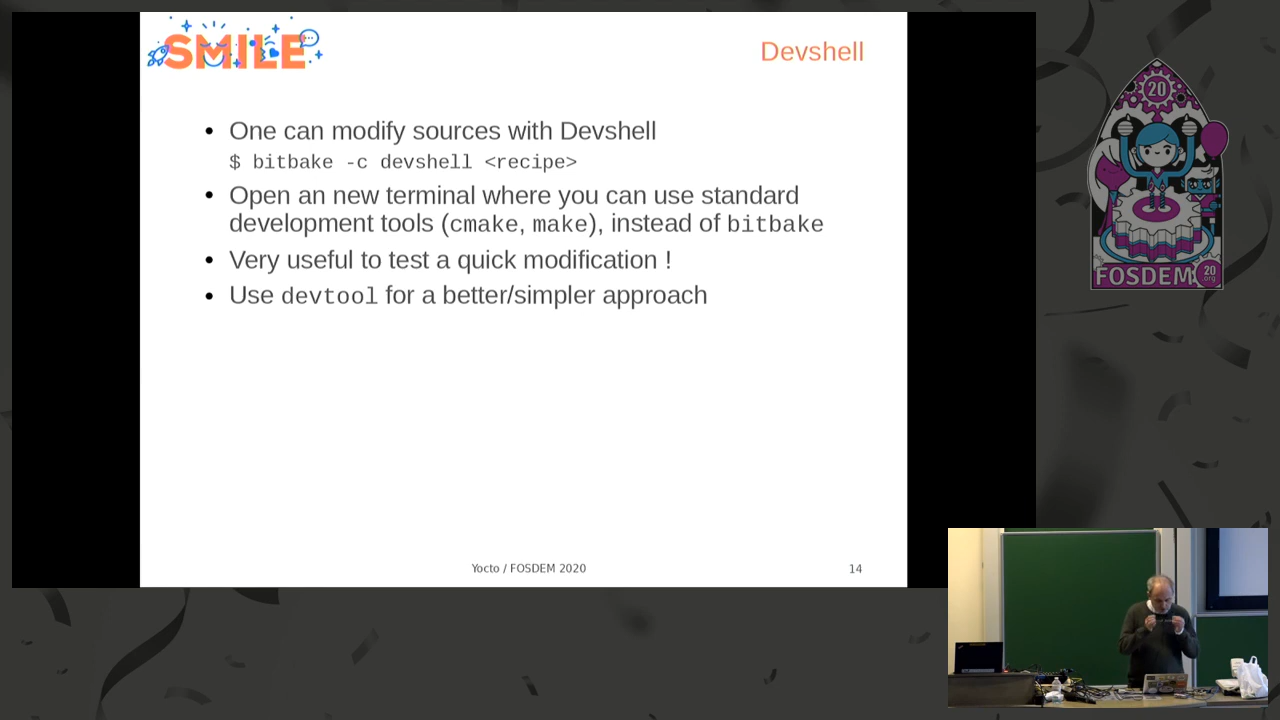 SMILE
Devshell
One can modify sources with Devshell
$ bitbake -c devshell <recipe>
Open an new terminal where you can use standard
development tools (cmake, make), instead of bitbake
Very useful to test a quick modification !
Use devtool for a better/simpler approach
Yocto / FOSDEM 2020
14
20
FOSDEM
20
org